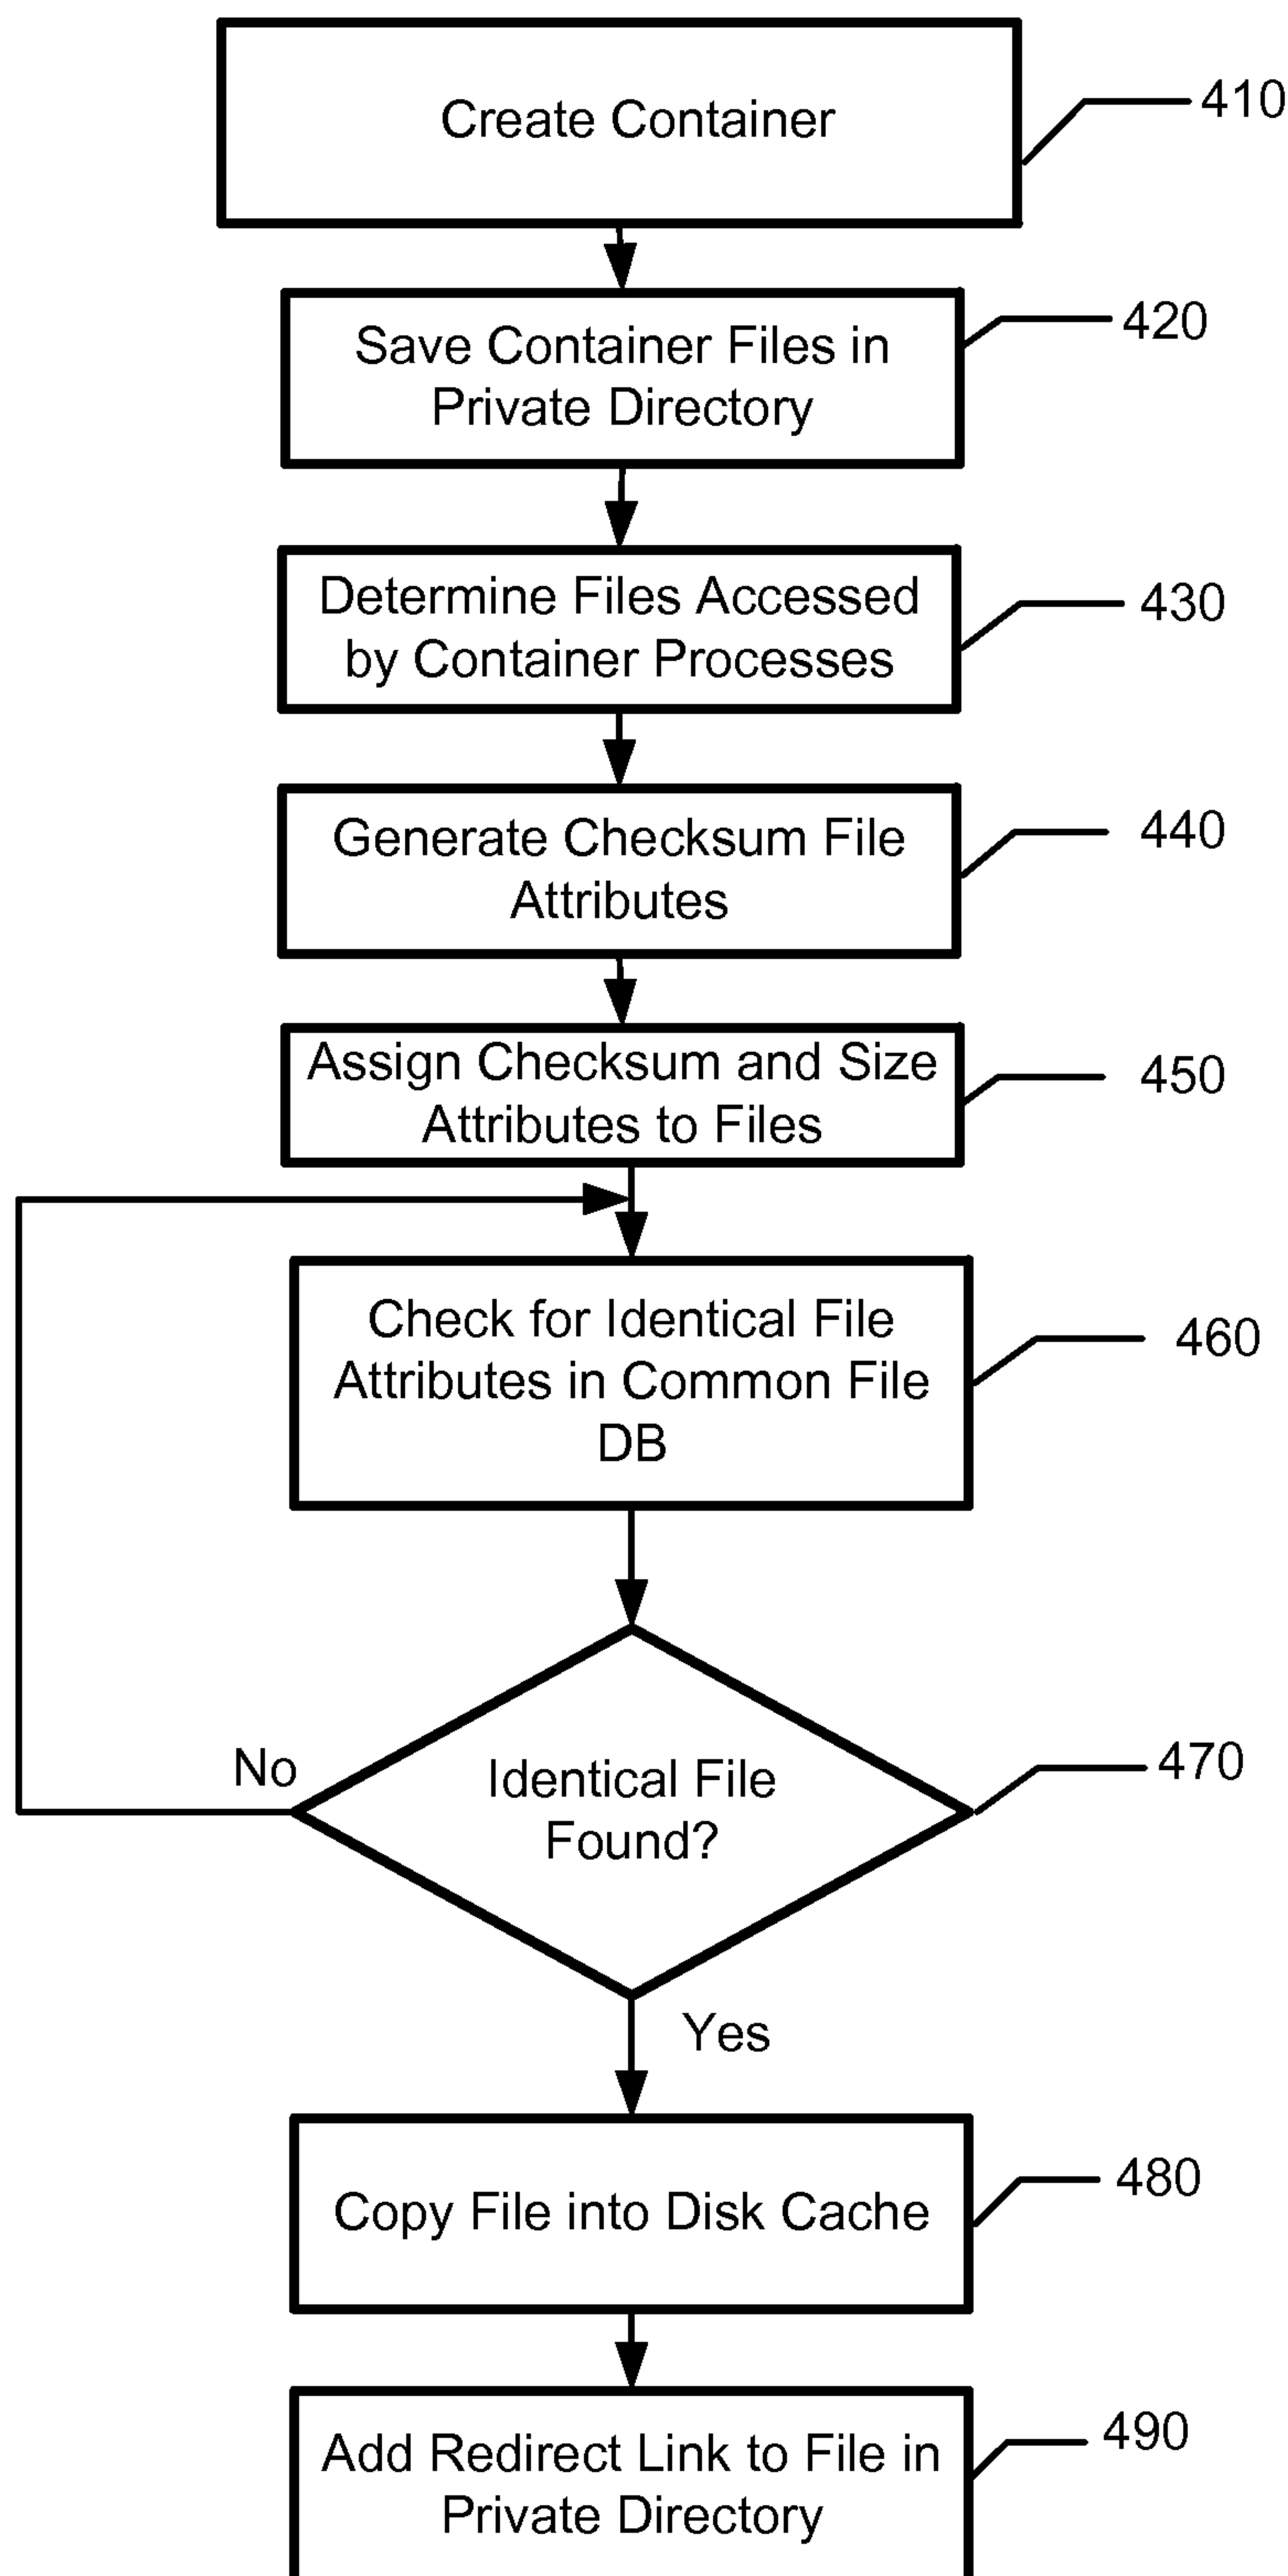 Create Container
410
Save Container Files in
Private Directory
420
Determine Files Accessed
by Container Processes
430
Generate Checksum File
Attributes
440
Assign Checksum and Size
Attributes to Files
450
Check for Identical File
Attributes in Common File
DB
460
No
Identical File
Found?
470
Yes
Copy File into Disk Cache
480
Add Redirect Link to File in
Private Directory
490